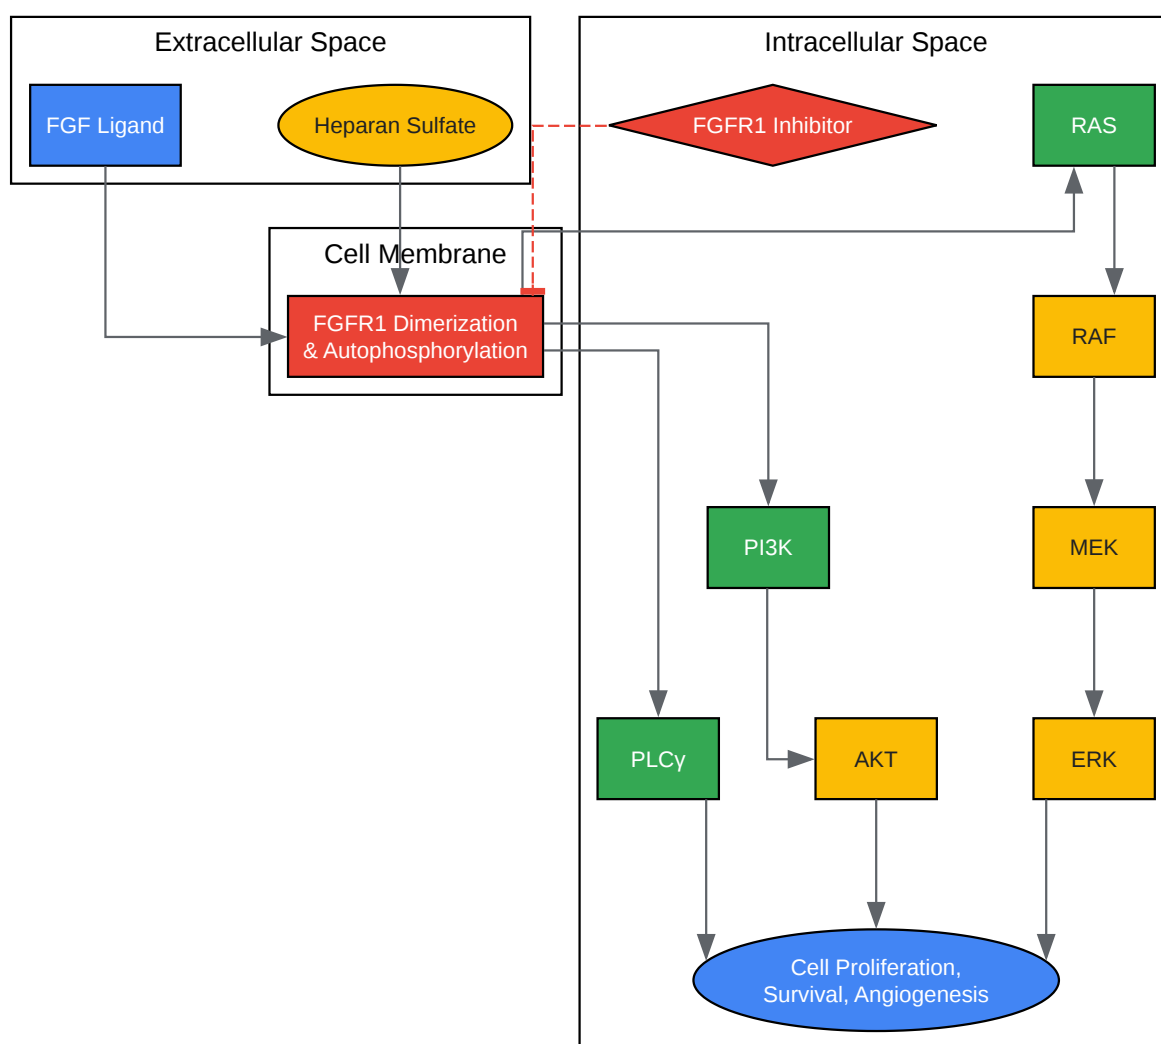 Extracellular Space
Intracellular Space
FGF Ligand
Heparan Sulfate
FGFR1 Inhibitor
RAS
Cell Membrane
FGFR1 Dimerization
& Autophosphorylation
RAF
PI3K
MEK
PLCγ
AKT
ERK
Cell Proliferation,
Survival, Angiogenesis